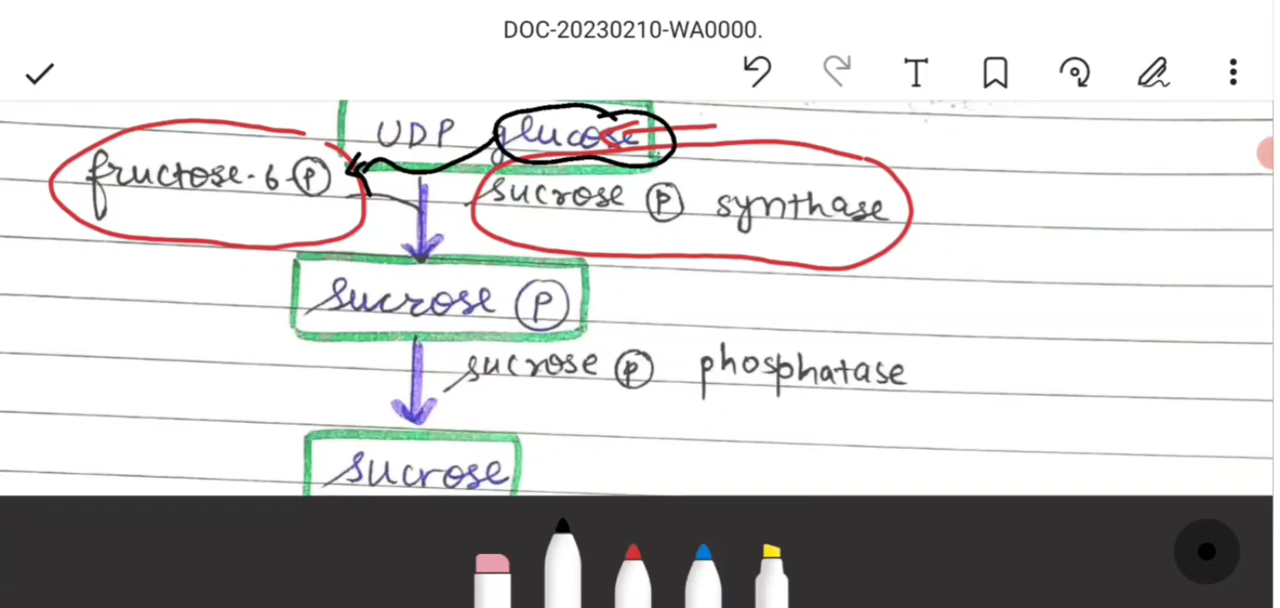 DOC-20230210-WA0000.
T
UDP glucose
fructose-6-P
sucrose P synthase
sucrose P
sucrose P phosphatase
sucrose